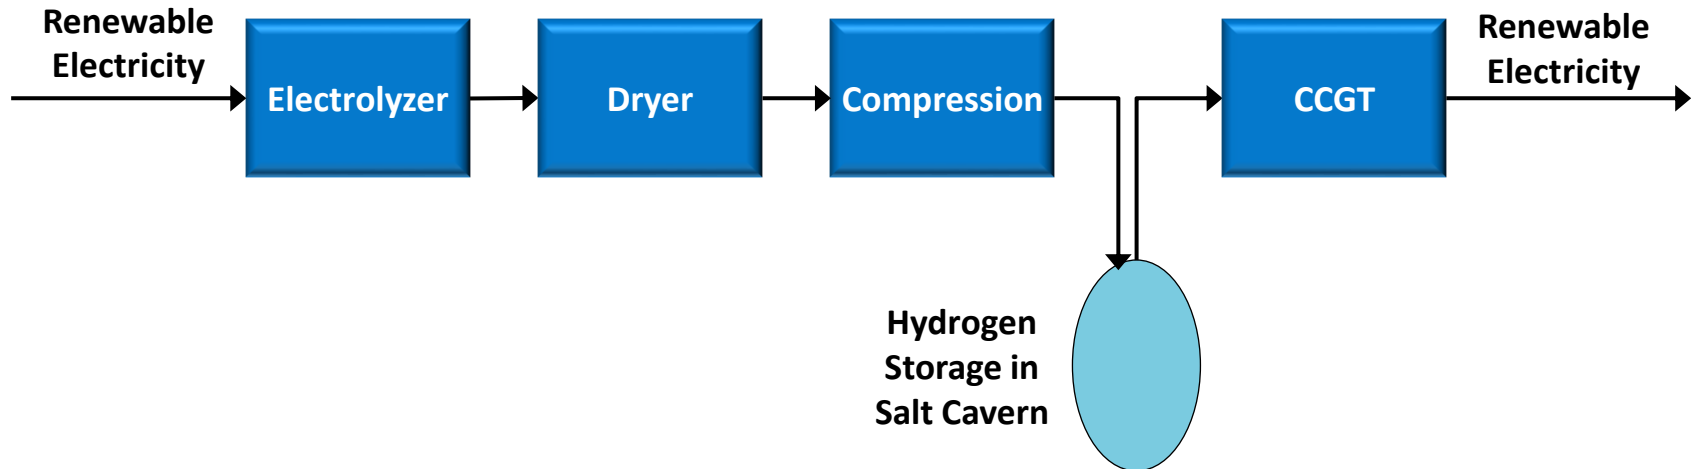 Renewable
Electricity
Electrolyzer
Dryer
Compression
CCGT
Renewable
Electricity
Hydrogen
Storage in
Salt Cavern